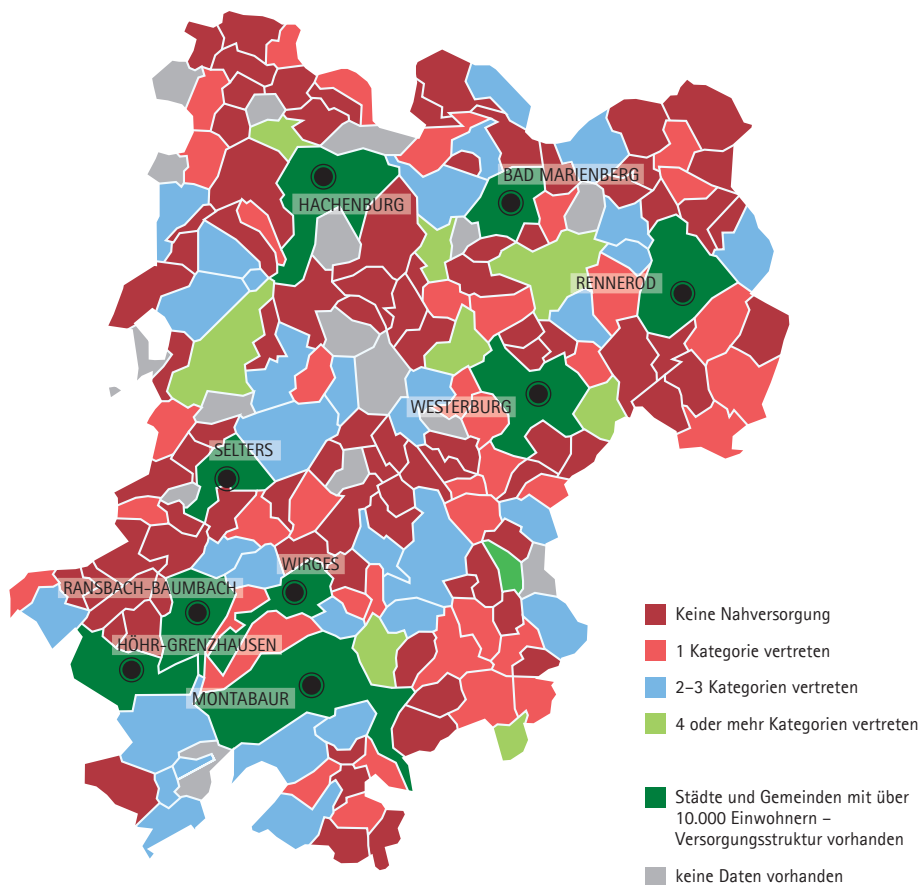 BAD MARIENBERG
HACHENBURG
RENNEROD
WESTERBURG
SELTERS
WIRGES
RANSBACH-BAUMBACH
HÖHR-GRENZHAUSEN
MONTABAUR
Keine Nahversorgung
1 Kategorie vertreten
2–3 Kategorien vertreten
4 oder mehr Kategorien vertreten
Städte und Gemeinden mit über
10.000 Einwohnern –
Versorgungsstruktur vorhanden
keine Daten vorhanden